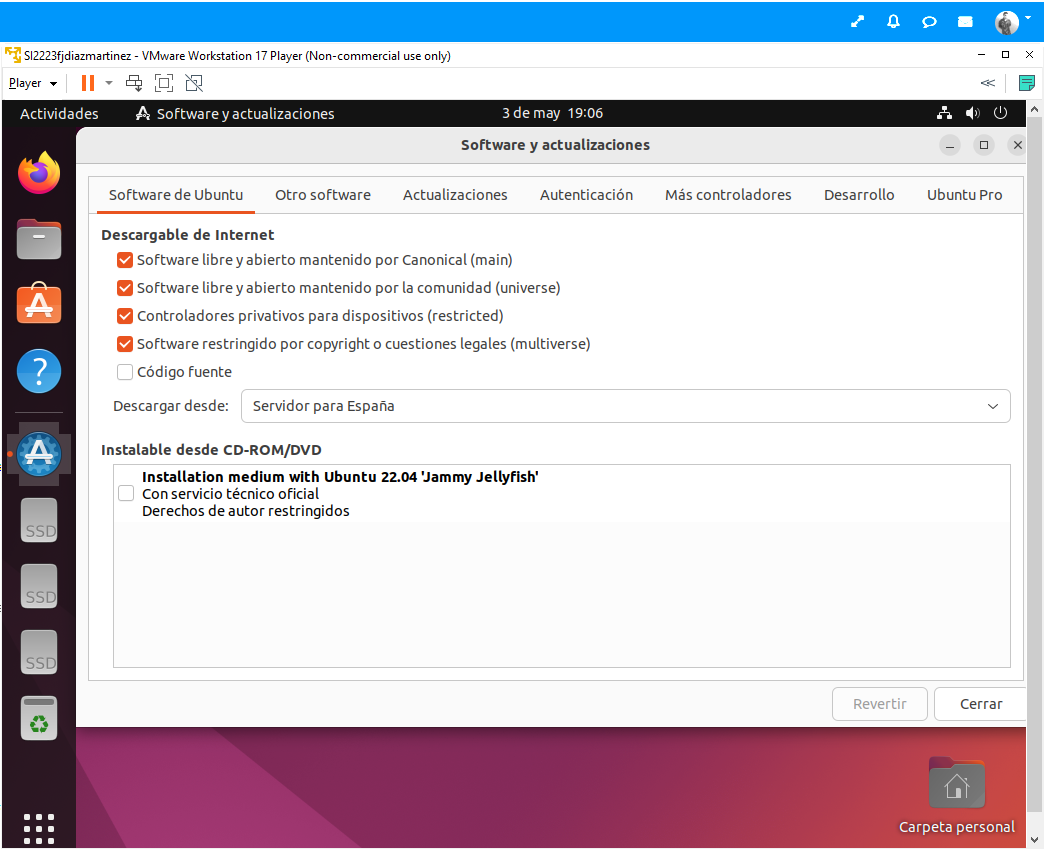 SI2223fjdiazmartinez - VMware Workstation 17 Player (Non-commercial use only)
Player
Actividades Software y actualizaciones 3 de may 19:06
Software y actualizaciones
Software de Ubuntu Otro software Actualizaciones Autenticación Más controladores Desarrollo Ubuntu Pro
Descargable de Internet
Software libre y abierto mantenido por Canonical (main)
Software libre y abierto mantenido por la comunidad (universe)
Controladores privativos para dispositivos (restricted)
Software restringido por copyright o cuestiones legales (multiverse)
Código fuente
Descargar desde: Servidor para España
Instalable desde CD-ROM/DVD
Installation medium with Ubuntu 22.04 'Jammy Jellyfish'
Con servicio técnico oficial
Derechos de autor restringidos
SSD
SSD
SSD
Revertir Cerrar
Carpeta personal